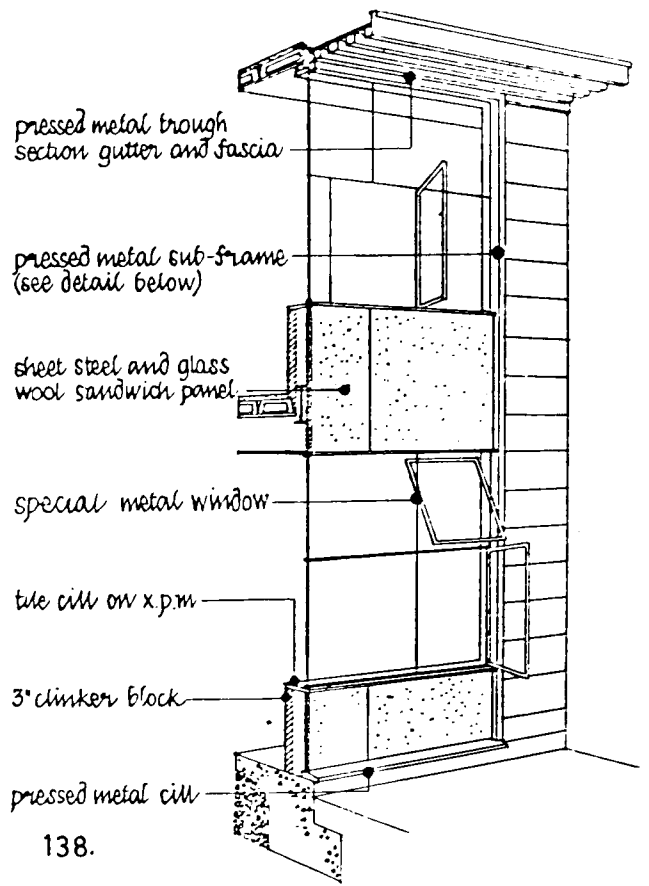 pressed metal trough
section gutter and fascia
pressed metal sub-frame
(see detail below)
sheet steel and glass
wool sandwich panel
special metal window
tile cill on x.p.m
3" clinker block
pressed metal cill
138.